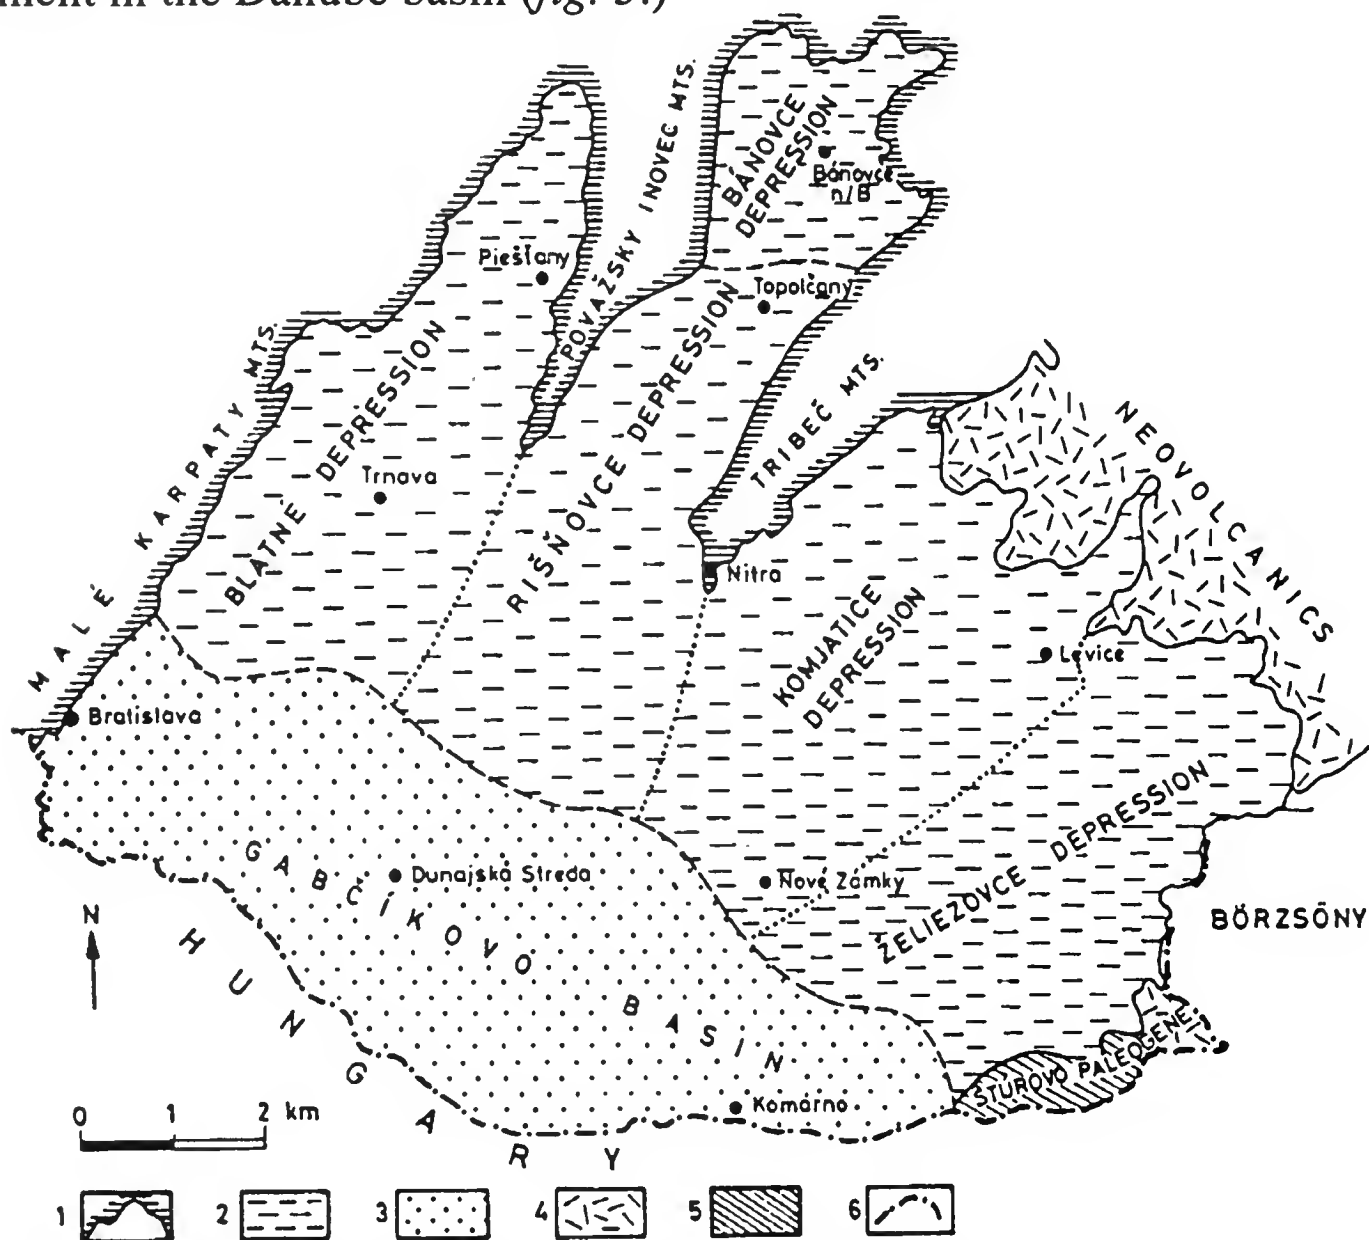 ment in the Danube basin (fig. 3.)
POVAŽSKY INOVEC MTS.
BÁNOVCE
DEPRESSION
Bánovce
n/B
Piešťany
Topolčany
MALÉ KARPATY MTS.
BLATNÉ DEPRESSION
Trnava
RIŠŇOVCE DEPRESSION
TRIBEČ MTS.
NEOVOLCANICS
Nitra
KOMJATICE
DEPRESSION
Levice
Bratislava
GABČÍKOVO BASIN
Dunajská Streda
Nové Zámky
ŽELIEZOVCE DEPRESSION
BÖRZSÖNY
N
HUNGARY
ŠTUROVO PALEOGENE
Komárno
0 1 2 km
1 2 3 4 5 6